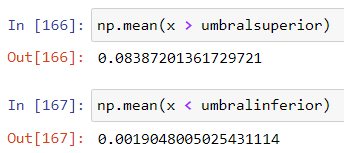 In [166]: np.mean(x > umbralsuperior)
Out[166]: 0.08387201361729721
In [167]: np.mean(x < umbralinferior)
Out[167]: 0.0019048005025431114